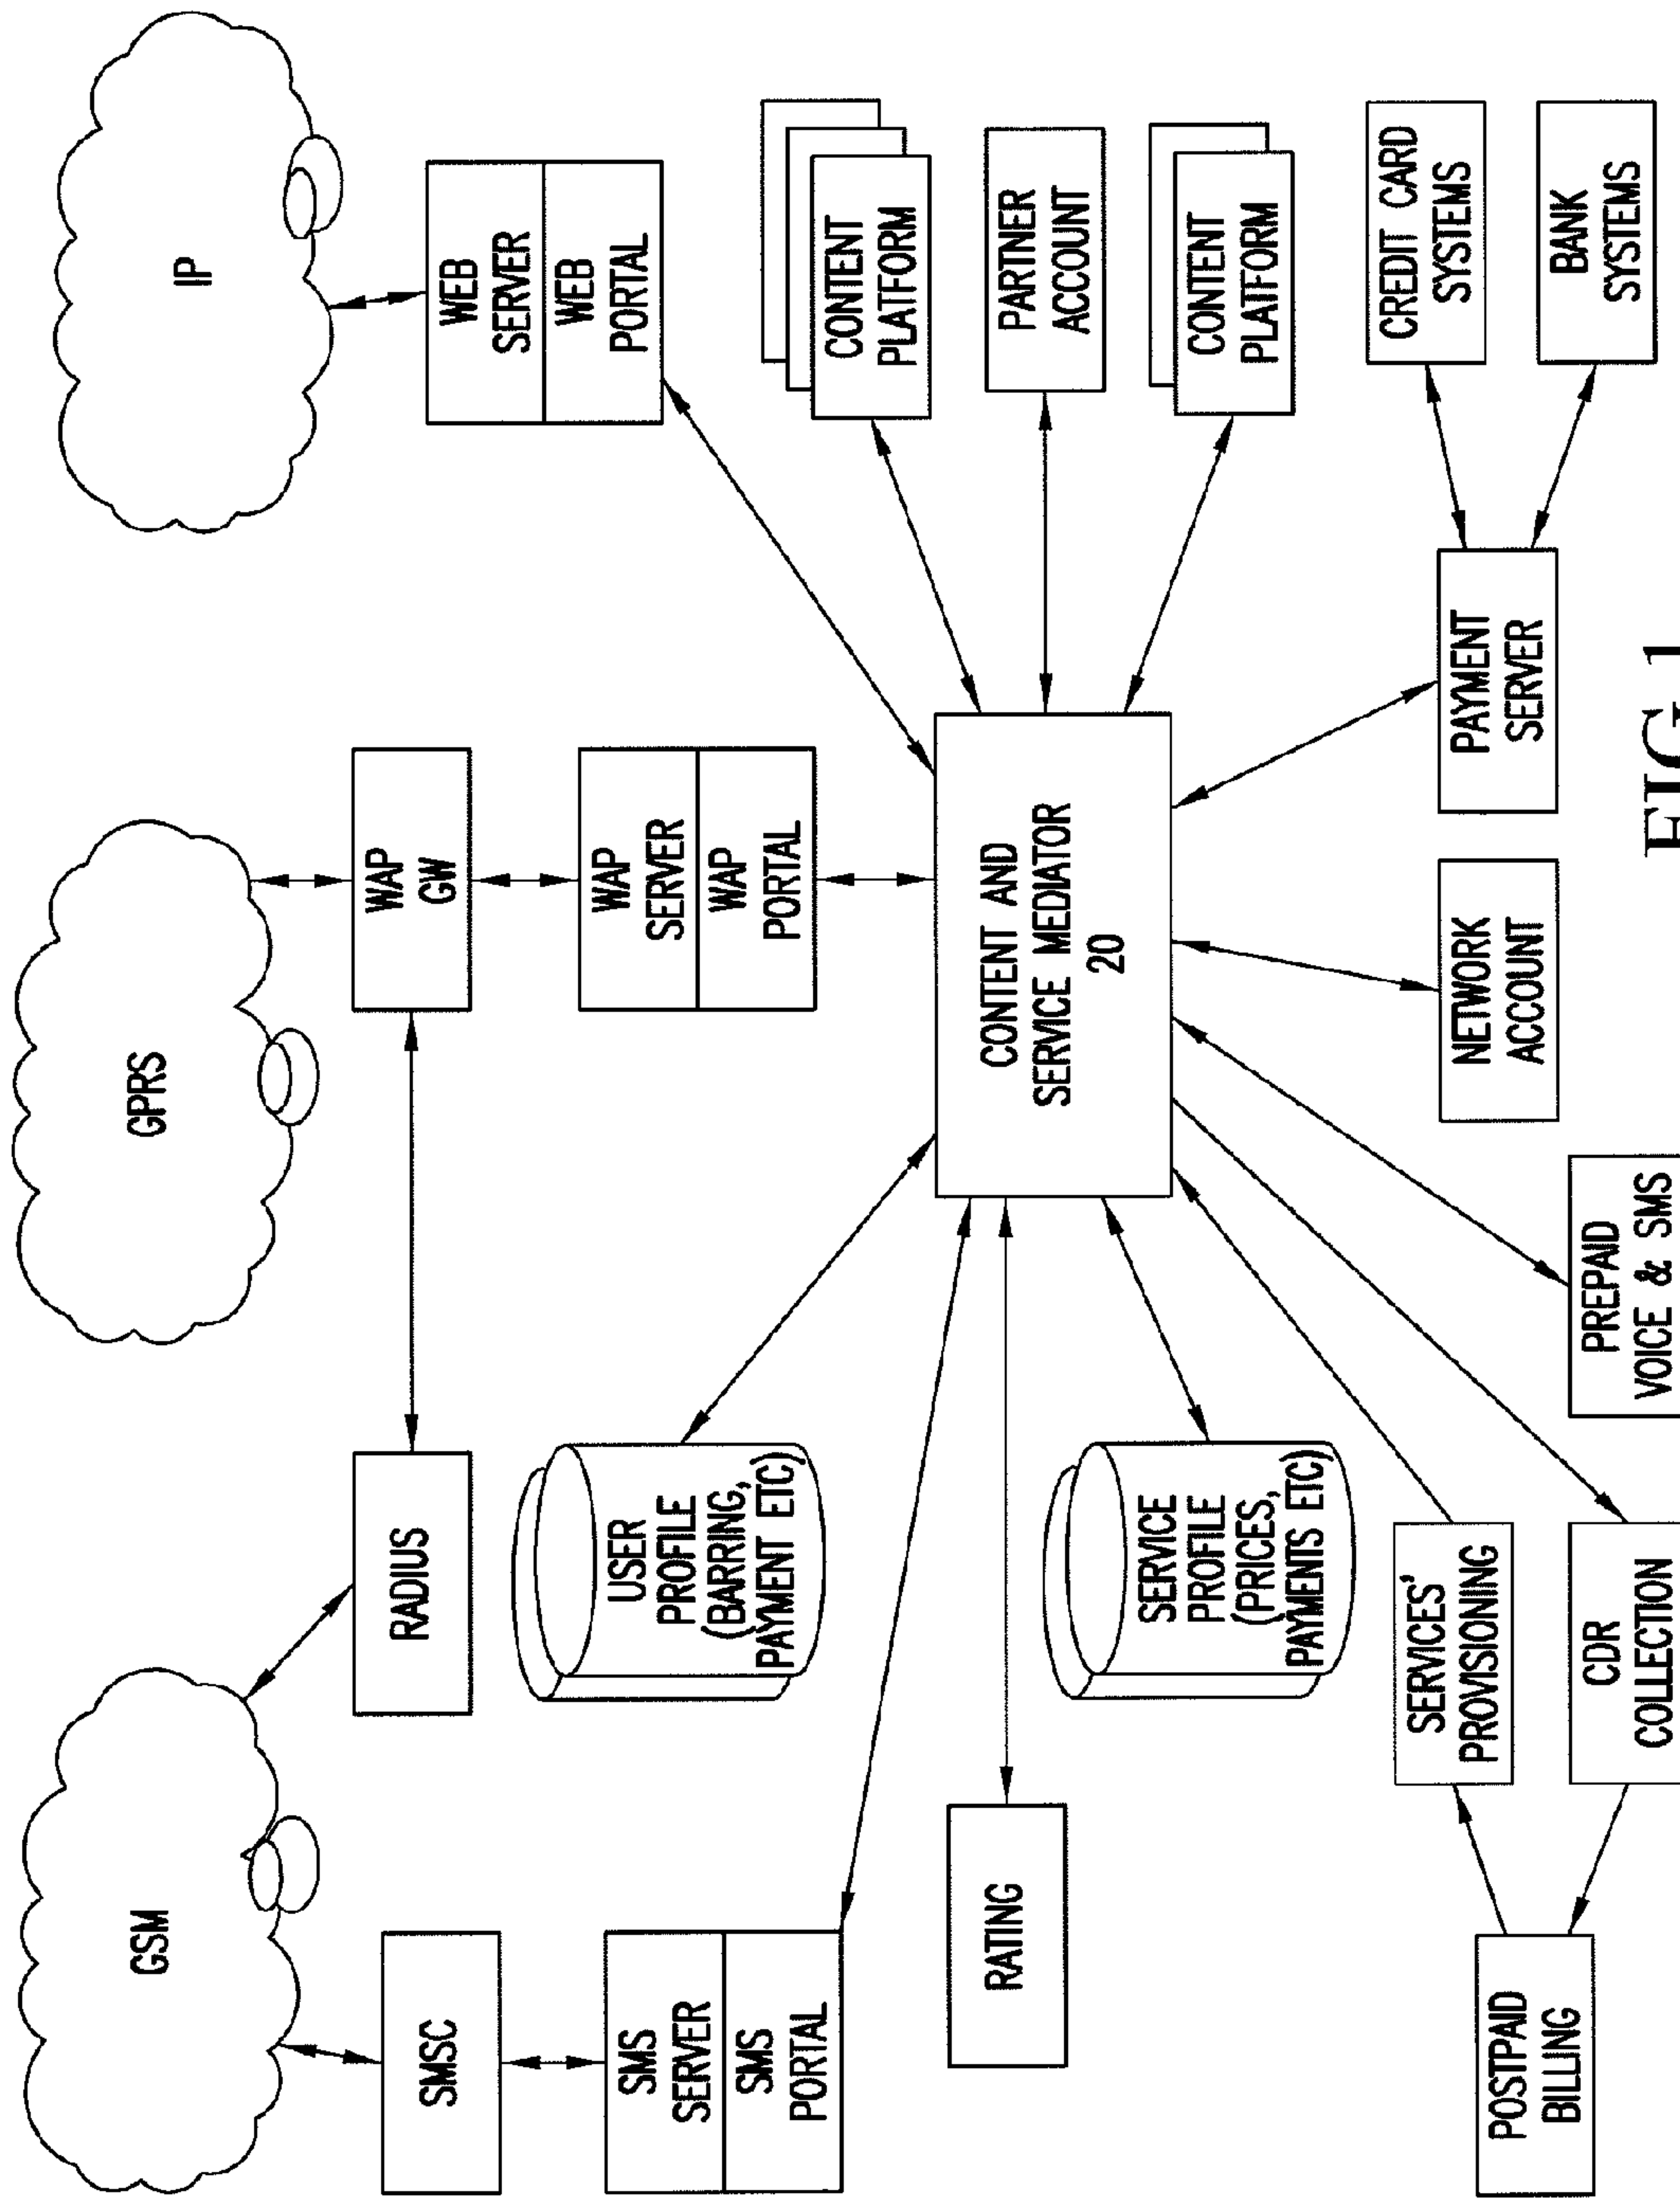 GSM
GPRS
IP
SMSC
RADIUS
WAP
GW
WEB
SERVER
WEB
PORTAL
SMS
SERVER
SMS
PORTAL
USER
PROFILE
(BARRING,
PAYMENT ETC)
WAP
SERVER
WAP
PORTAL
CONTENT
PLATFORM
RATING
CONTENT AND
SERVICE MEDIATOR
20
PARTNER
ACCOUNT
SERVICE
PROFILE
(PRICES,
PAYMENTS ETC)
CONTENT
PLATFORM
POSTPAID
BILLING
SERVICES'
PROVISIONING
CDR
COLLECTION
PREPAID
VOICE & SMS
NETWORK
ACCOUNT
PAYMENT
SERVER
CREDIT CARD
SYSTEMS
BANK
SYSTEMS
FIG.1